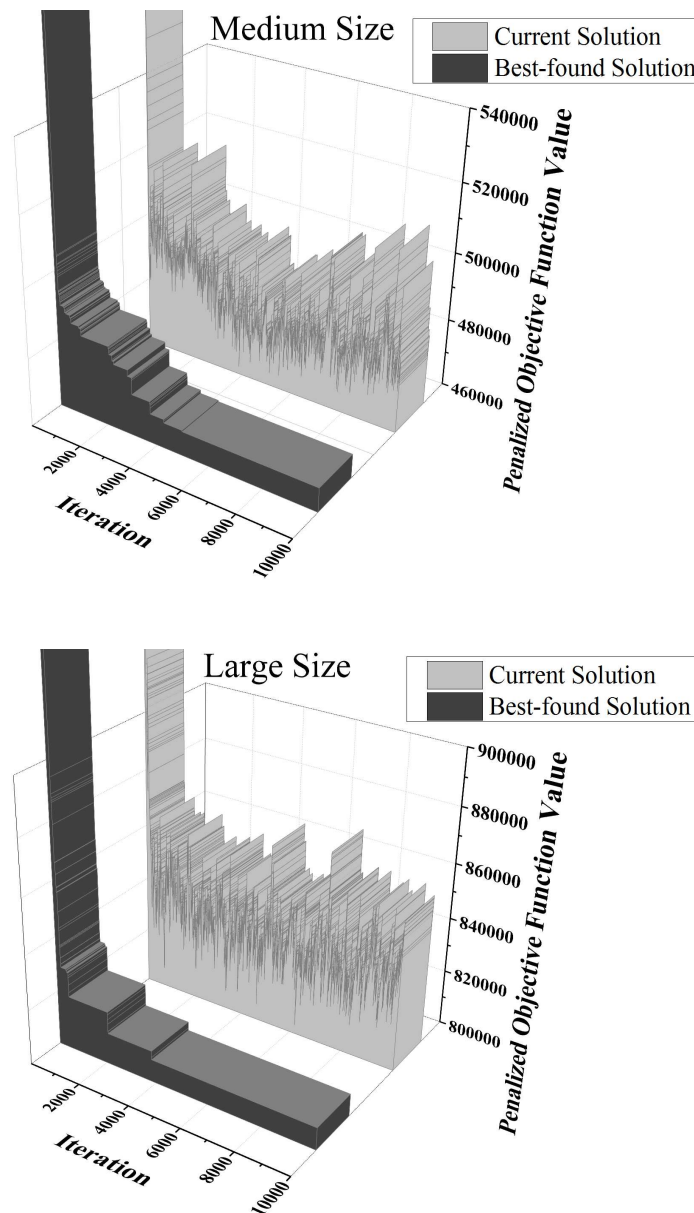 Medium Size
Current Solution
Best-found Solution
540000
520000
500000
480000
460000
Penalized Objective Function Value
2000
4000
6000
8000
10000
Iteration
Large Size
Current Solution
Best-found Solution
900000
880000
860000
840000
820000
800000
Penalized Objective Function Value
2000
4000
6000
8000
10000
Iteration